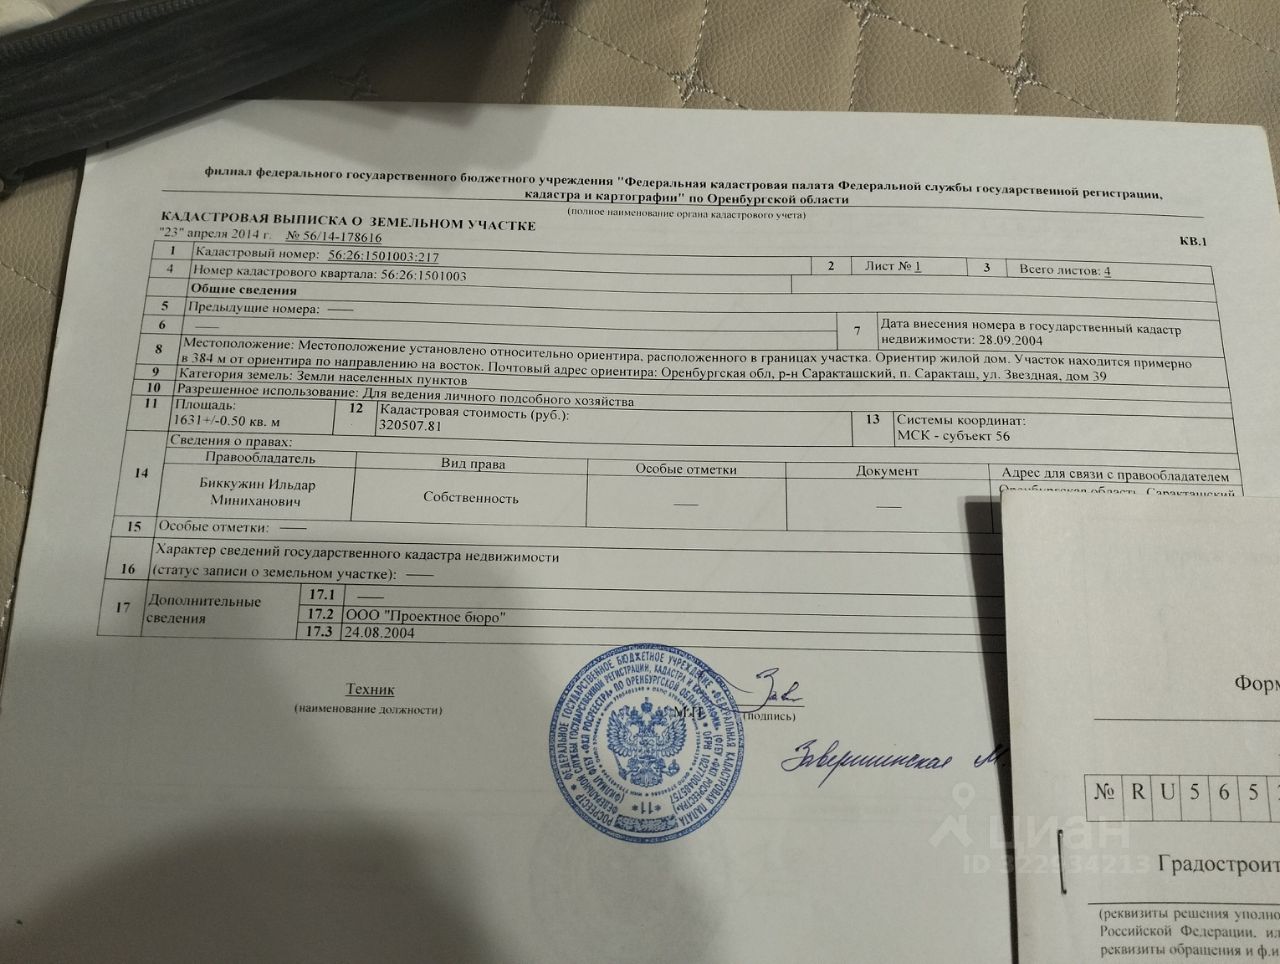 филиал федерального государственного бюджетного учреждения "Федеральная кадастровая палата Федеральной службы государственной регистрации,
кадастра и картографии" по Оренбургской области
(полное наименование органа кадастрового учета)
КАДАСТРОВАЯ ВЫПИСКА О ЗЕМЕЛЬНОМ УЧАСТКЕ
"23" апреля 2014 г. № 56/14-178616
КВ.1
1 Кадастровый номер: 56:26:1501003:217 2 Лист № 1 3 Всего листов: 4
4 Номер кадастрового квартала: 56:26:1501003
Общие сведения
5 Предыдущие номера: ——
6 —— 7 Дата внесения номера в государственный кадастр
недвижимости: 28.09.2004
8 Местоположение: Местоположение установлено относительно ориентира, расположенного в границах участка. Ориентир жилой дом. Участок находится примерно
в 384 м от ориентира по направлению на восток. Почтовый адрес ориентира: Оренбургская обл, р-н Саракташский, п. Саракташ, ул. Звездная, дом 39
9 Категория земель: Земли населенных пунктов
10 Разрешенное использование: Для ведения личного подсобного хозяйства
11 Площадь: 12 Кадастровая стоимость (руб.): 13 Системы координат:
1631+/-0.50 кв. м 320507.81 МСК - субъект 56
14 Сведения о правах:
Правообладатель Вид права Особые отметки Документ Адрес для связи с правообладателем
Биккужин Ильдар Собственность —— —— Оренбургская область, Саракташский
Миниханович
15 Особые отметки: ——
16 Характер сведений государственного кадастра недвижимости
(статус записи о земельном участке): ——
17 Дополнительные 17.1 ——
сведения 17.2 ООО "Проектное бюро"
17.3 24.08.2004
Техник
(наименование должности)
М.П.
(подпись)
Завершинская М.
Форм
№ R U 5 6 5
Градостроит
(реквизиты решения уполно
Российской Федерации, ил
реквизиты обращения и ф.и
циан